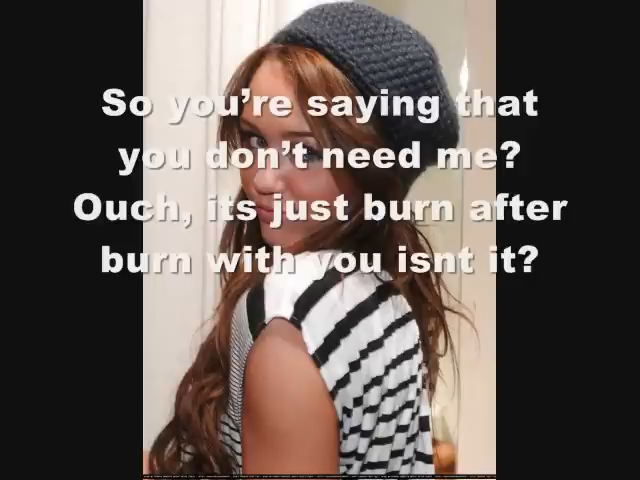 So you’re saying that
you don’t need me?
Ouch, its just burn after
burn with you isnt it?